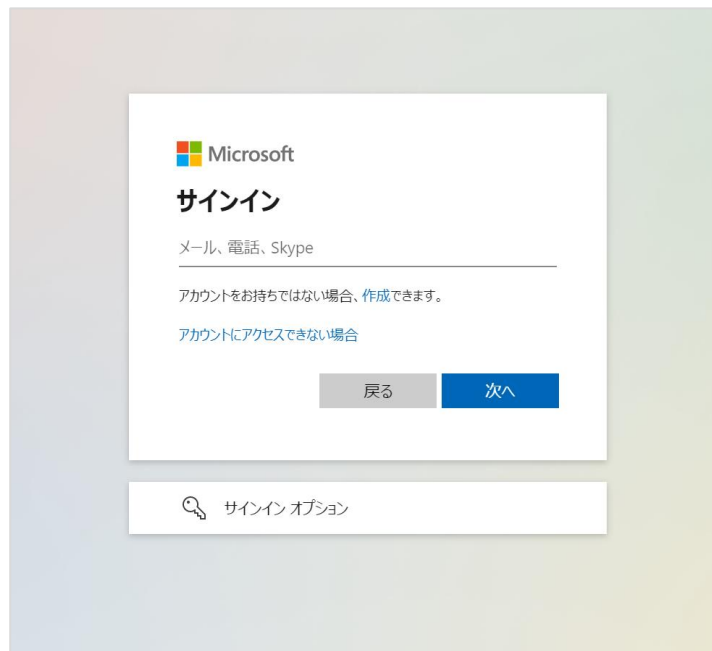 Microsoft
サインイン
メール、電話、Skype
アカウントをお持ちではない場合、作成できます。
アカウントにアクセスできない場合
戻る 次へ
サインイン オプション